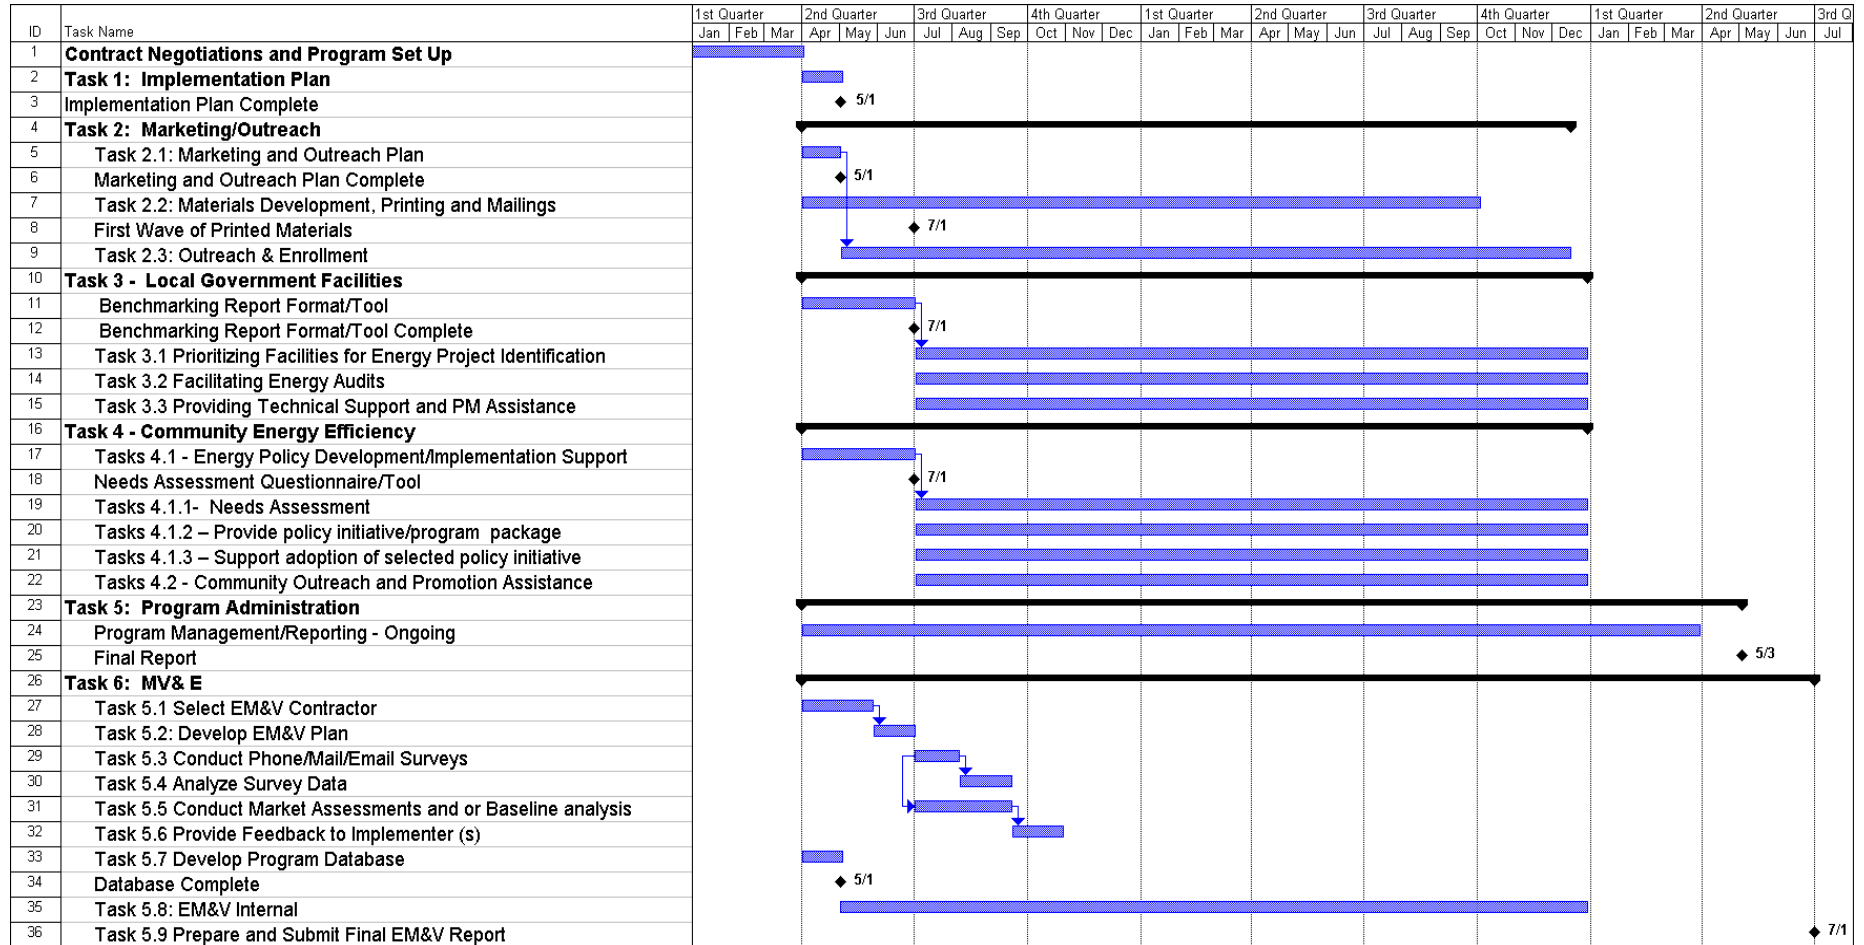 1st Quarter 2nd Quarter 3rd Quarter 4th Quarter 1st Quarter 2nd Quarter 3rd Quarter 4th Quarter 1st Quarter 2nd Quarter 3rd Q
ID Task Name Jan Feb Mar Apr May Jun Jul Aug Sep Oct Nov Dec Jan Feb Mar Apr May Jun Jul Aug Sep Oct Nov Dec Jan Feb Mar Apr May Jun Jul
1 Contract Negotiations and Program Set Up
2 Task 1: Implementation Plan
3 Implementation Plan Complete 5/1
4 Task 2: Marketing/Outreach
5 Task 2.1: Marketing and Outreach Plan
6 Marketing and Outreach Plan Complete 5/1
7 Task 2.2: Materials Development, Printing and Mailings
8 First Wave of Printed Materials 7/1
9 Task 2.3: Outreach & Enrollment
10 Task 3 - Local Government Facilities
11 Benchmarking Report Format/Tool
12 Benchmarking Report Format/Tool Complete 7/1
13 Task 3.1 Prioritizing Facilities for Energy Project Identification
14 Task 3.2 Facilitating Energy Audits
15 Task 3.3 Providing Technical Support and PM Assistance
16 Task 4 - Community Energy Efficiency
17 Tasks 4.1 - Energy Policy Development/Implementation Support
18 Needs Assessment Questionnaire/Tool 7/1
19 Tasks 4.1.1- Needs Assessment
20 Tasks 4.1.2 – Provide policy initiative/program package
21 Tasks 4.1.3 – Support adoption of selected policy initiative
22 Tasks 4.2 - Community Outreach and Promotion Assistance
23 Task 5: Program Administration
24 Program Management/Reporting - Ongoing
25 Final Report 5/3
26 Task 6: MV& E
27 Task 5.1 Select EM&V Contractor
28 Task 5.2: Develop EM&V Plan
29 Task 5.3 Conduct Phone/Mail/Email Surveys
30 Task 5.4 Analyze Survey Data
31 Task 5.5 Conduct Market Assessments and or Baseline analysis
32 Task 5.6 Provide Feedback to Implementer (s)
33 Task 5.7 Develop Program Database
34 Database Complete 5/1
35 Task 5.8: EM&V Internal
36 Task 5.9 Prepare and Submit Final EM&V Report 7/1